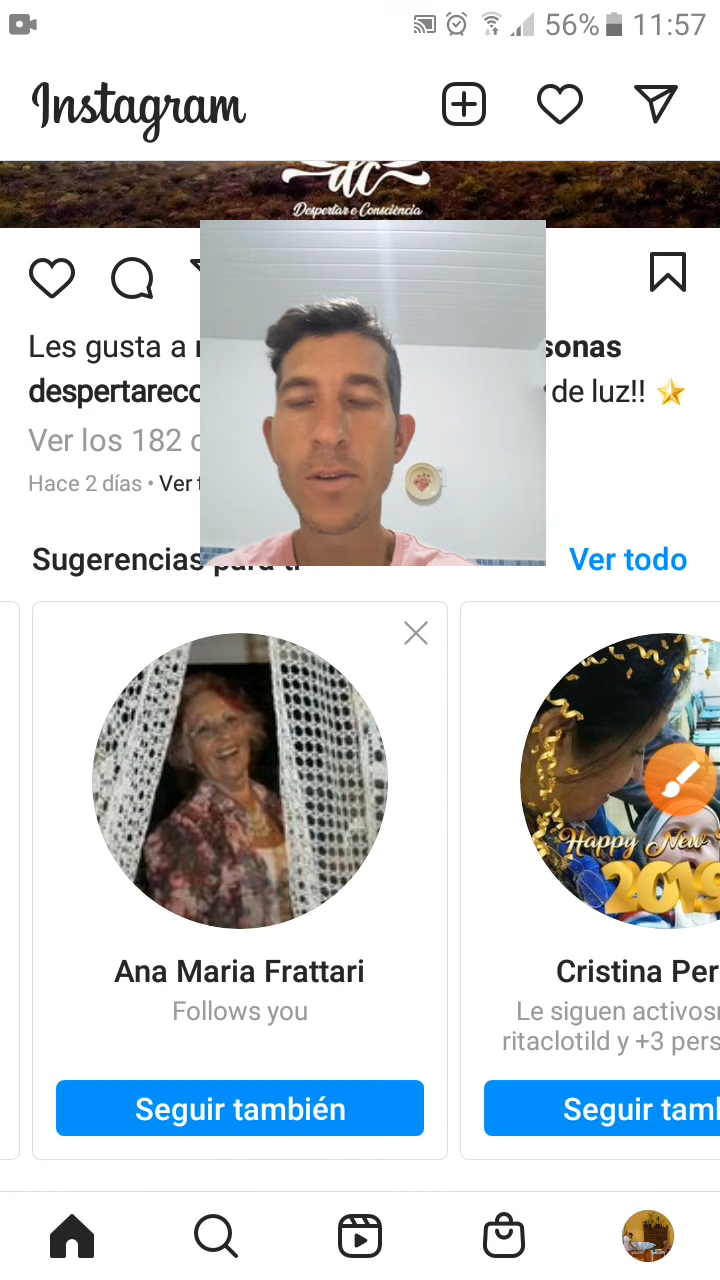 56% 11:57
Instagram
dc
Despertar e Consciência
Les gusta a sonas
despertareco de luz!! ⭐
Ver los 182
Hace 2 días • Ver
Sugerencias para ti
Ver todo
Happy New
2019
Ana Maria Frattari
Follows you
Seguir también
Cristina Per
Le siguen activos
ritaclotild y +3 pers
Seguir tam